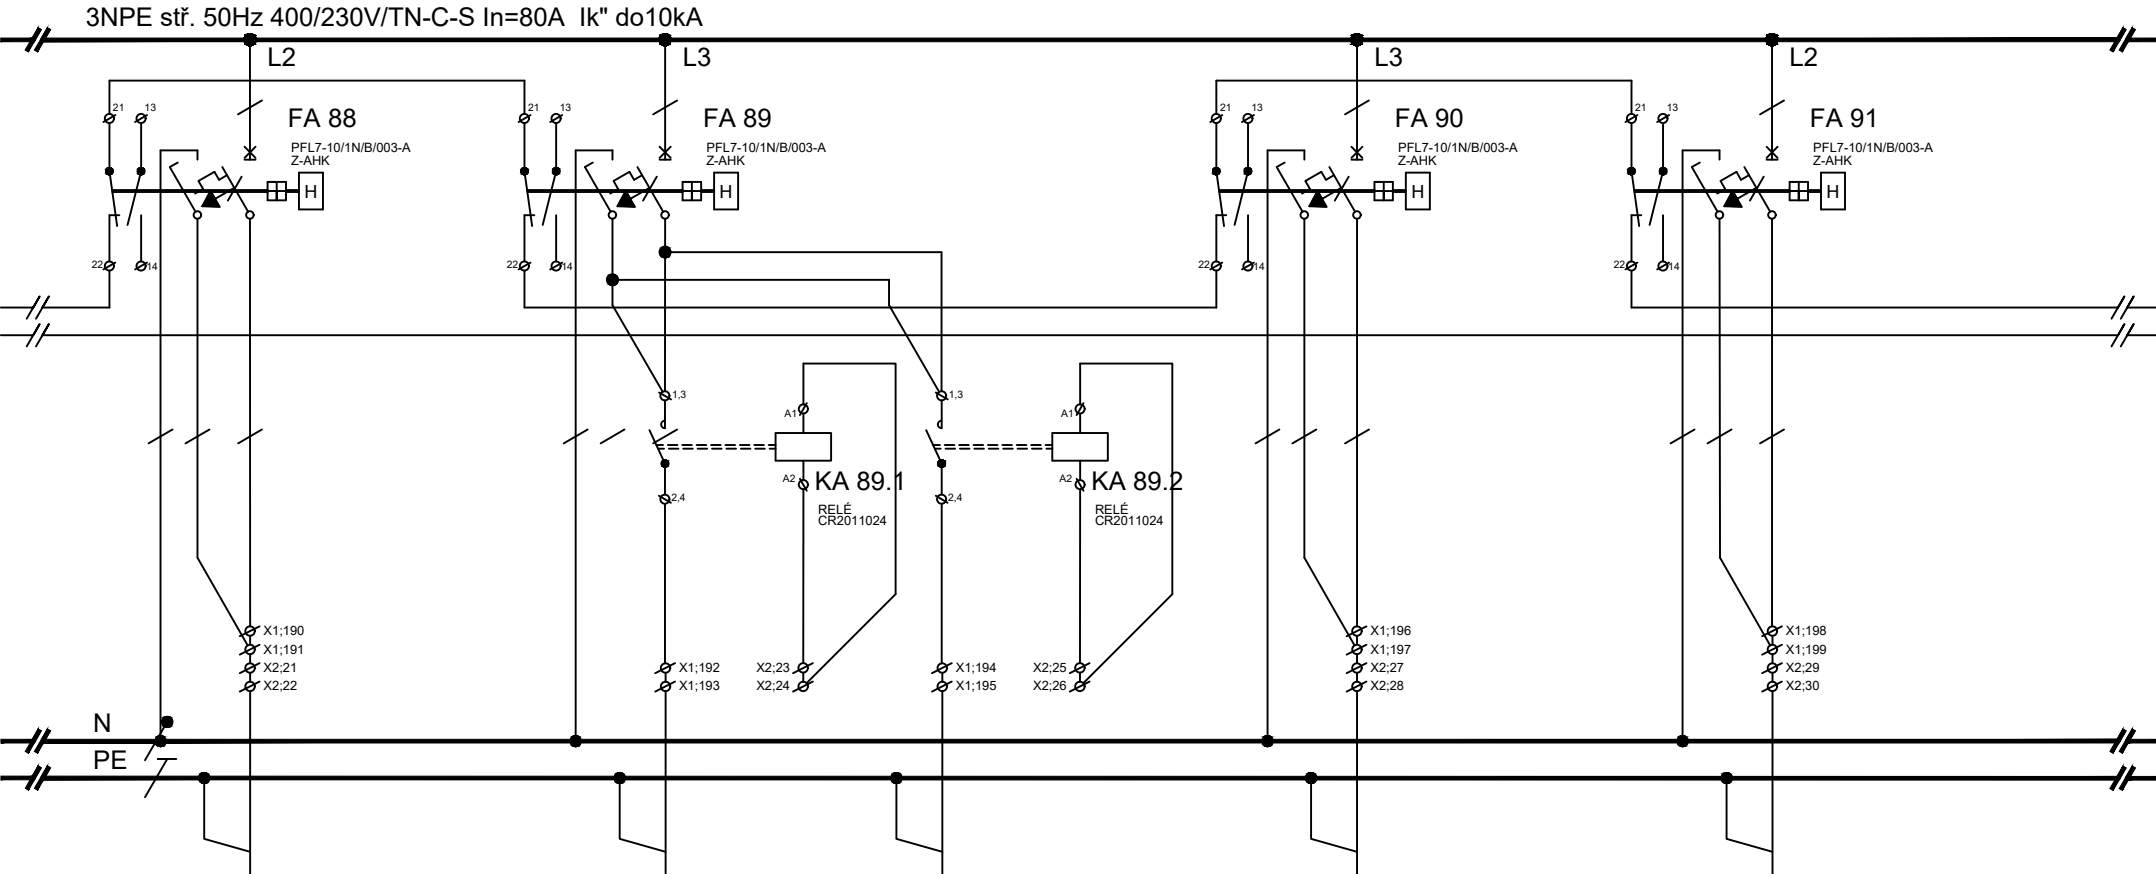 3NPE stř. 50Hz 400/230V/TN-C-S In=80A Ik" do10kA
L2
L3
L3
L2
21 13
FA 88
PFL7-10/1N/B/003-A
Z-AHK
H
22 14
21 13
FA 89
PFL7-10/1N/B/003-A
Z-AHK
H
22 14
21 13
FA 90
PFL7-10/1N/B/003-A
Z-AHK
H
22 14
21 13
FA 91
PFL7-10/1N/B/003-A
Z-AHK
H
22 14
1,3
A1
A2
KA 89.1
2,4
RELÉ
CR2011024
1,3
A1
A2
KA 89.2
2,4
RELÉ
CR2011024
X1;190
X1;191
X2;21
X2;22
X1;192
X1;193
X2;23
X2;24
X1;194
X1;195
X2;25
X2;26
X1;196
X1;197
X2;27
X2;28
X1;198
X1;199
X2;29
X2;30
N
PE